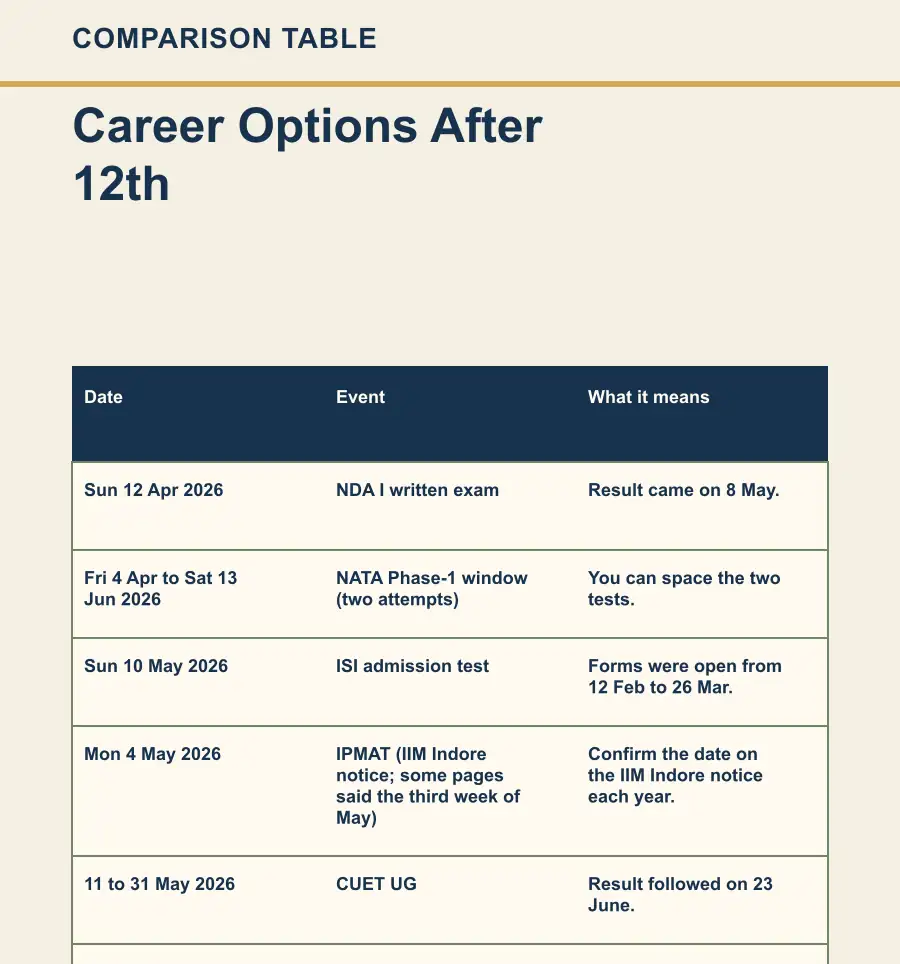 COMPARISON TABLE
Career Options After
12th
Date
Event
What it means
Sun 12 Apr 2026
NDA I written exam
Result came on 8 May.
Fri 4 Apr to Sat 13
Jun 2026
NATA Phase-1 window
(two attempts)
You can space the two
tests.
Sun 10 May 2026
ISI admission test
Forms were open from
12 Feb to 26 Mar.
Mon 4 May 2026
IPMAT (IIM Indore
notice; some pages
said the third week of
May)
Confirm the date on
the IIM Indore notice
each year.
11 to 31 May 2026
CUET UG
Result followed on 23
June.